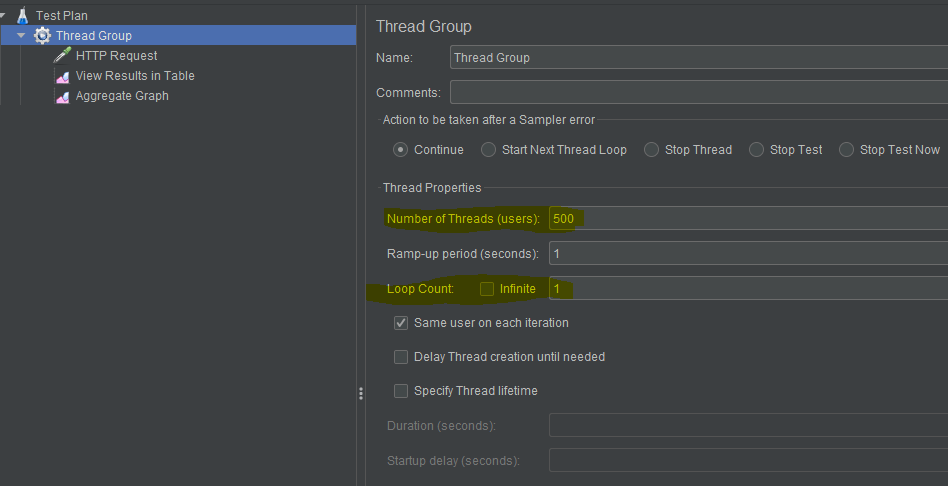 Test Plan
Thread Group
HTTP Request
View Results in Table
Aggregate Graph
Thread Group
Name: Thread Group
Comments:
Action to be taken after a Sampler error
Continue Start Next Thread Loop Stop Thread Stop Test Stop Test Now
Thread Properties
Number of Threads (users): 500
Ramp-up period (seconds): 1
Loop Count: Infinite 1
Same user on each iteration
Delay Thread creation until needed
Specify Thread lifetime
Duration (seconds):
Startup delay (seconds):